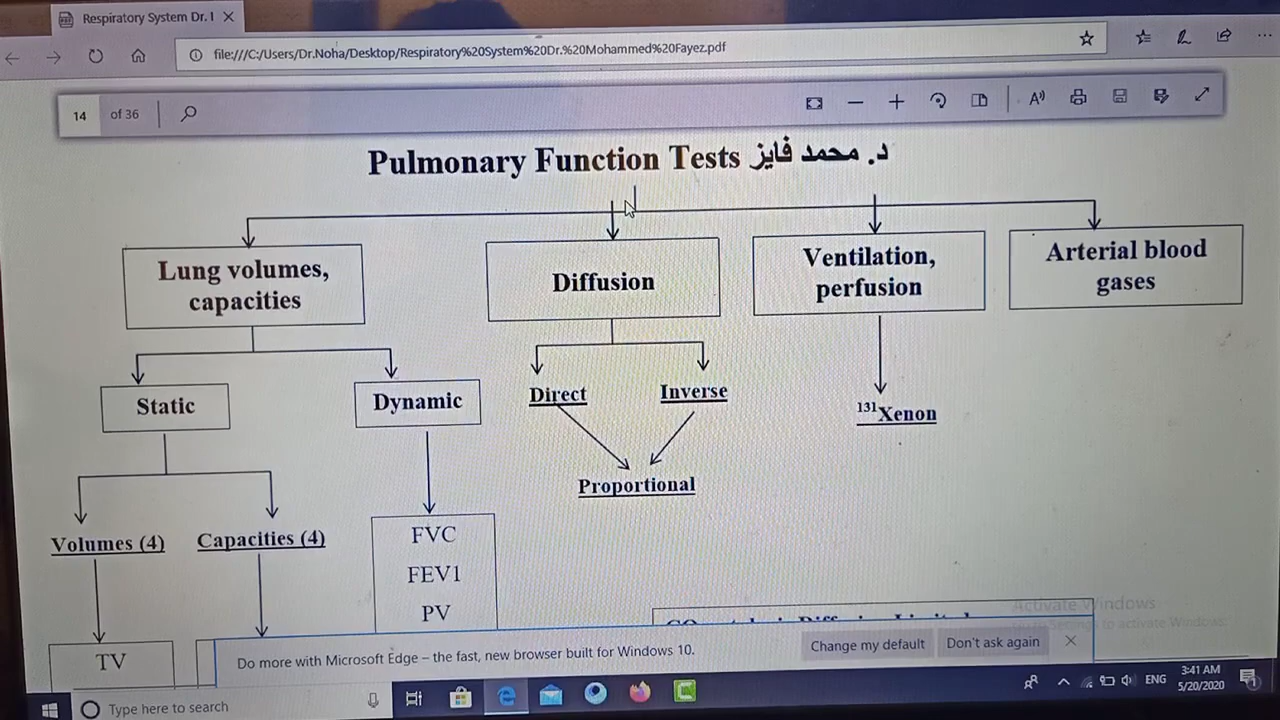 Respiratory System Dr. I
file:///C:/Users/Dr.Noha/Desktop/Respiratory%20System%20Dr.%20Mohammed%20Fayez.pdf
14 of 36
Pulmonary Function Tests د. محمد فايز
Lung volumes,
capacities
Diffusion
Ventilation,
perfusion
Arterial blood
gases
Static
Dynamic
Direct
Inverse
¹³¹Xenon
Proportional
Volumes (4)
Capacities (4)
FVC
FEV1
PV
TV
Activate Windows
to activate Windows.
Do more with Microsoft Edge – the fast, new browser built for Windows 10.
Change my default
Don't ask again
Type here to search
ENG
3:41 AM
5/20/2020